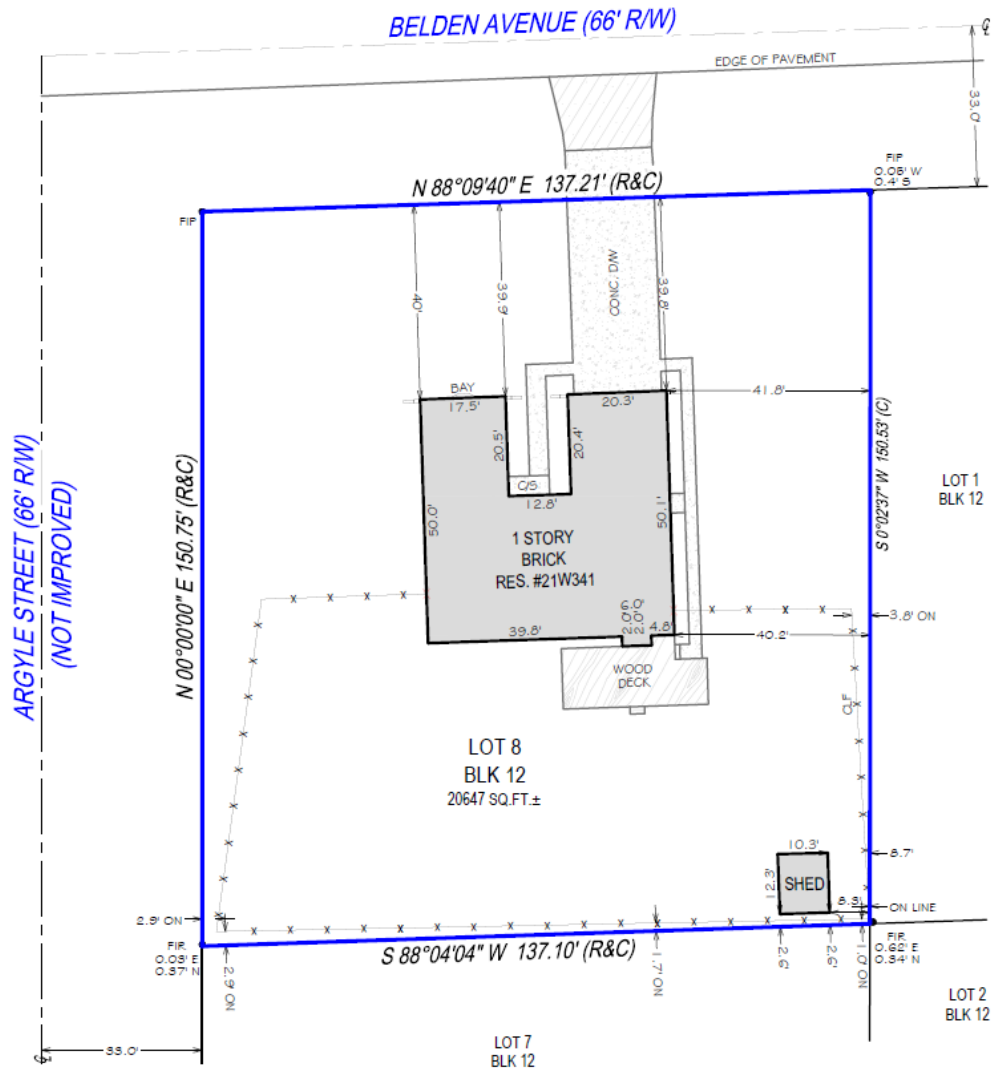 BELDEN AVENUE (66' R/W)
EDGE OF PAVEMENT
33.0'
FIP
0.05' W
0.4' S
N 88°09'40" E 137.21' (R&C)
FIP
CONC. D/W
40'
39.9'
39.8'
BAY
17.5'
20.3'
41.8'
20.5'
20.4'
C/S
12.8'
50.0'
50.1'
1 STORY
BRICK
RES. #21W341
ARGYLE STREET (66' R/W)
(NOT IMPROVED)
N 00°00'00" E 150.75' (R&C)
S 0°02'37" W 150.53' (C)
LOT 1
BLK 12
39.8'
6.0'
2.0'
2.0'
4.8'
40.2'
3.8' ON
WOOD
DECK
CLF
LOT 8
BLK 12
20647 SQ.FT.±
10.3'
12.3'
SHED
8.7'
8.9'
ON LINE
2.9' ON
FIR
0.03' E
0.37' N
S 88°04'04" W 137.10' (R&C)
FIR
0.62' E
0.34' N
2.9' ON
1.7' ON
2.6'
2.6'
1.0' ON
LOT 2
BLK 12
33.0'
LOT 7
BLK 12